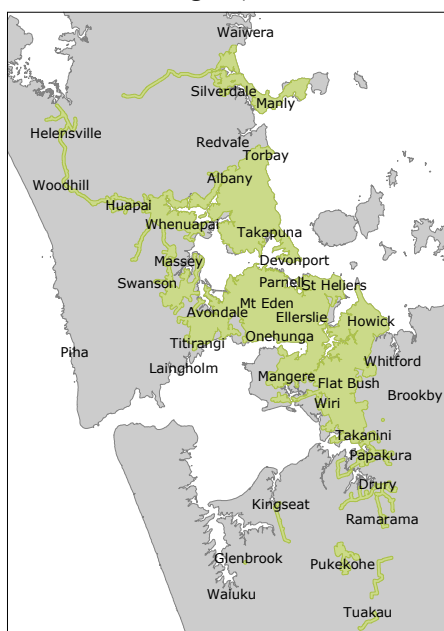 Waiwera
Silverdale
Manly
Helensville
Redvale
Torbay
Albany
Woodhill
Huapai
Whenuapai
Takapuna
Devonport
Massey
Parnell
St Heliers
Swanson
Mt Eden
Avondale
Ellerslie
Howick
Titirangi
Onehunga
Piha
Whitford
Laingholm
Mangere
Flat Bush
Brookby
Wiri
Takanini
Papakura
Drury
Kingseat
Ramarama
Glenbrook
Pukekohe
Waluku
Tuakau